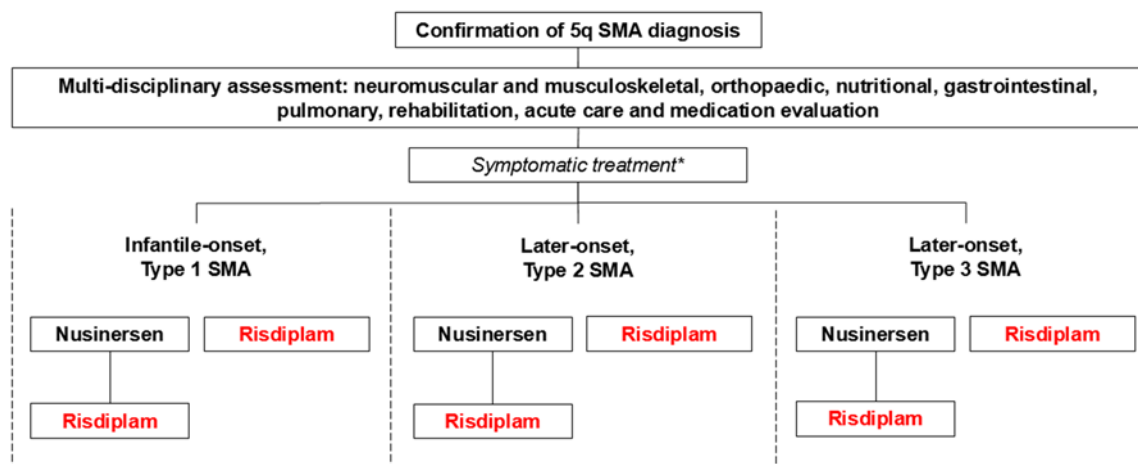 Confirmation of 5q SMA diagnosis
Multi-disciplinary assessment: neuromuscular and musculoskeletal, orthopaedic, nutritional, gastrointestinal,
pulmonary, rehabilitation, acute care and medication evaluation
Symptomatic treatment*
Infantile-onset,
Type 1 SMA
Later-onset,
Type 2 SMA
Later-onset,
Type 3 SMA
Nusinersen
Risdiplam
Nusinersen
Risdiplam
Nusinersen
Risdiplam
Risdiplam
Risdiplam
Risdiplam